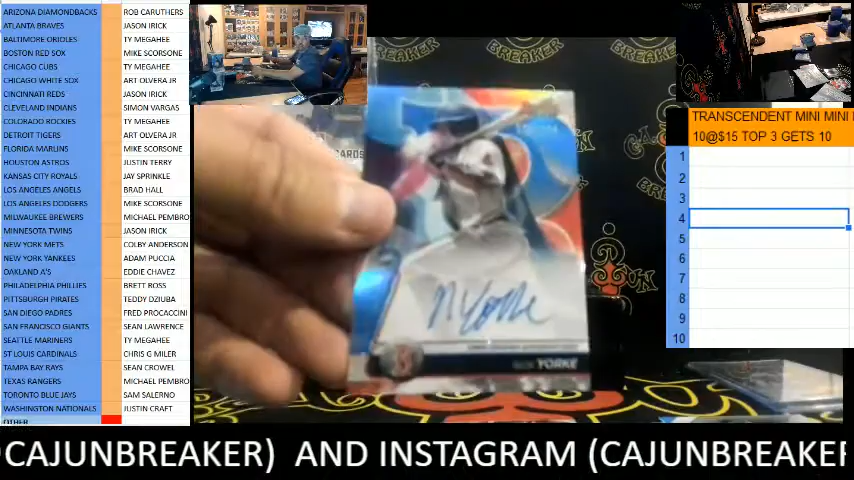 ARIZONA DIAMONDBACKS ROB CARUTHERS
ATLANTA BRAVES JASON IRICK
BALTIMORE ORIOLES TY MEGAHEE
BOSTON RED SOX MIKE SCORSONE
CHICAGO CUBS TY MEGAHEE
CHICAGO WHITE SOX ART OLVERA JR
CINCINNATI REDS JASON IRICK
CLEVELAND INDIANS SIMON VARGAS
COLORADO ROCKIES TY MEGAHEE
DETROIT TIGERS ART OLVERA JR
FLORIDA MARLINS MIKE SCORSONE
HOUSTON ASTROS JUSTIN TERRY
KANSAS CITY ROYALS JAY SPRINKLE
LOS ANGELES ANGELS BRAD HALL
LOS ANGELES DODGERS MIKE SCORSONE
MILWAUKEE BREWERS MICHAEL PEMBRO
MINNESOTA TWINS JASON IRICK
NEW YORK METS COLBY ANDERSON
NEW YORK YANKEES ADAM PUCCIA
OAKLAND A'S EDDIE CHAVEZ
PHILADELPHIA PHILLIES BRETT ROSS
PITTSBURGH PIRATES TEDDY DZIUBA
SAN DIEGO PADRES FRED PROCACCINI
SAN FRANCISCO GIANTS SEAN LAWRENCE
SEATTLE MARINERS TY MEGAHEE
ST LOUIS CARDINALS CHRIS G MILER
TAMPA BAY RAYS SEAN CROWEL
TEXAS RANGERS MICHAEL PEMBRO
TORONTO BLUE JAYS SAM SALERNO
WASHINGTON NATIONALS JUSTIN CRAFT
OTHER
BREAKER
BREAKER
CARDS
N Yorke
YORKE
TRANSCENDENT MINI MINI
10@$15 TOP 3 GETS 10
1
2
3
4
5
6
7
8
9
10
CAJUNBREAKER) AND INSTAGRAM (CAJUNBREAKER